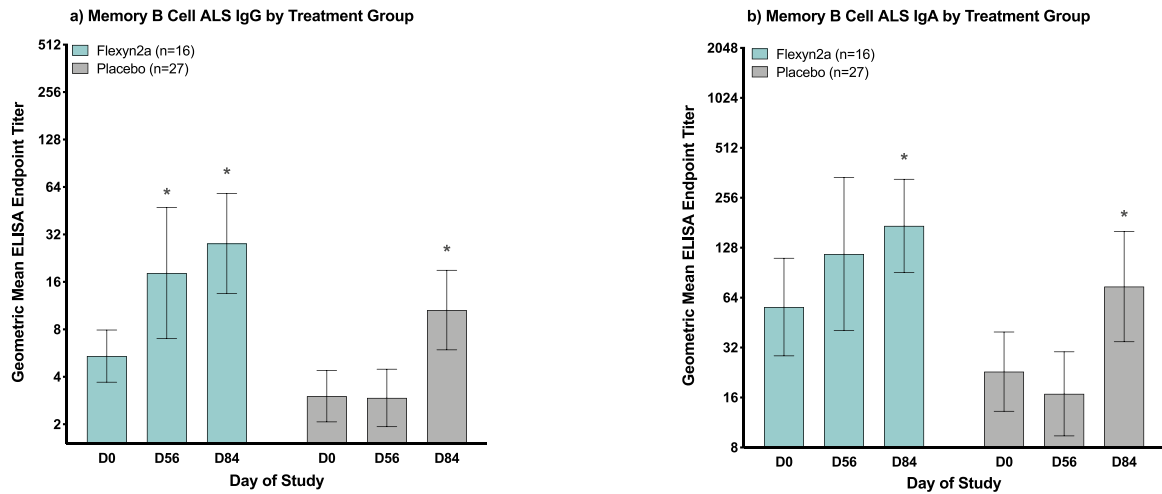 a) Memory B Cell ALS IgG by Treatment Group
Geometric Mean ELISA Endpoint Titer
512
256
128
64
32
16
8
4
2
Flexyn2a (n=16)
Placebo (n=27)
*
*
*
D0
D56
D84
D0
D56
D84
Day of Study
b) Memory B Cell ALS IgA by Treatment Group
Geometric Mean ELISA Endpoint Titer
2048
1024
512
256
128
64
32
16
8
Flexyn2a (n=16)
Placebo (n=27)
*
*
D0
D56
D84
D0
D56
D84
Day of Study